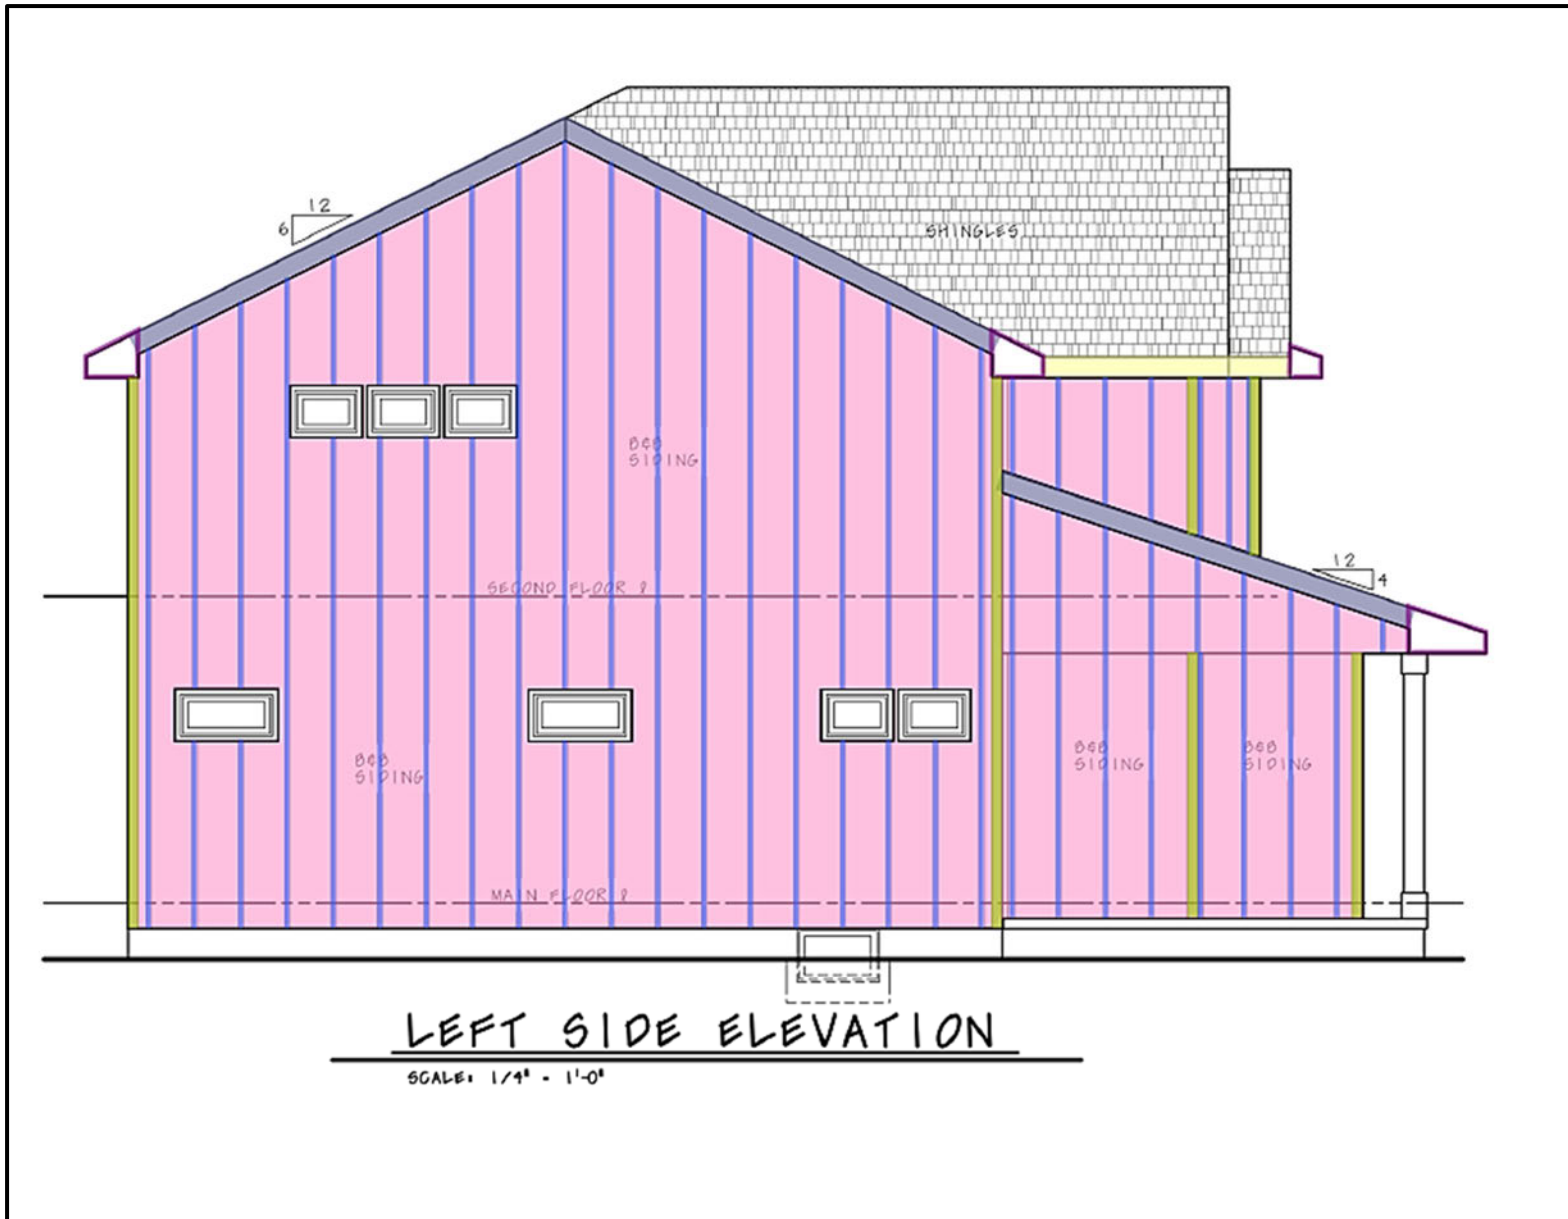 12
6
SHINGLES
B&B
SIDING
SECOND FLOOR
12
4
B&B
SIDING
B&B
SIDING
B&B
SIDING
MAIN FLOOR
LEFT SIDE ELEVATION
SCALE: 1/4" - 1'-0"